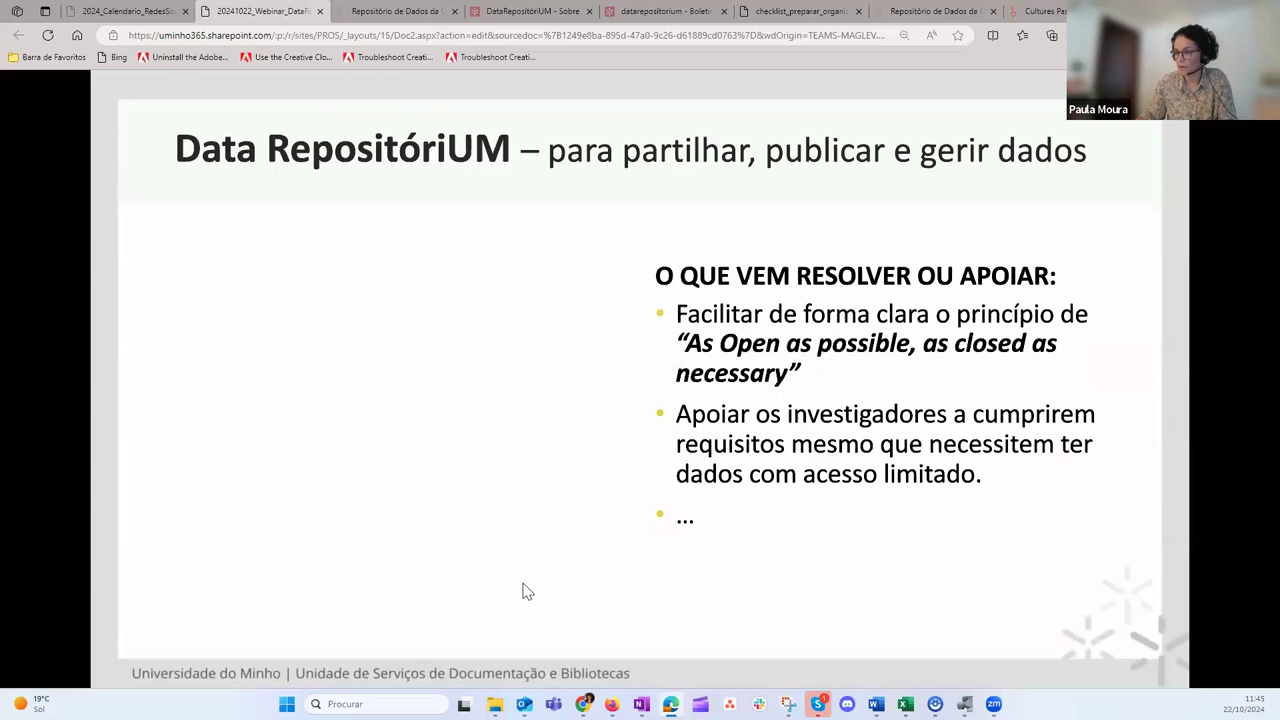 2024_Calendario_RedesSo
20241022_Webinar_DataR
Repositório de Dados da U
DataRepositóriUM - Sobre
datarepositorium - Boletin
checklist_preparar_organiz
Repositório de Dados da U
Cultures Pas
https://uminho365.sharepoint.com/:p:/r/sites/PROS/_layouts/15/Doc2.aspx?action=edit&sourcedoc=%7B1249e8ba-895d-47a0-9c26-d61889cd0763%7D&wdOrigin=TEAMS-MAGLEV....
Barra de Favoritos
Bing
Uninstall the Adobe...
Use the Creative Clo...
Troubleshoot Creati...
Troubleshoot Creati...
Paula Moura
Data RepositóriUM – para partilhar, publicar e gerir dados
O QUE VEM RESOLVER OU APOIAR:
• Facilitar de forma clara o princípio de
“As Open as possible, as closed as
necessary”
• Apoiar os investigadores a cumprirem
requisitos mesmo que necessitem ter
dados com acesso limitado.
• ...
Universidade do Minho | Unidade de Serviços de Documentação e Bibliotecas
19°C
Sol
Procurar
11:45
22/10/2024